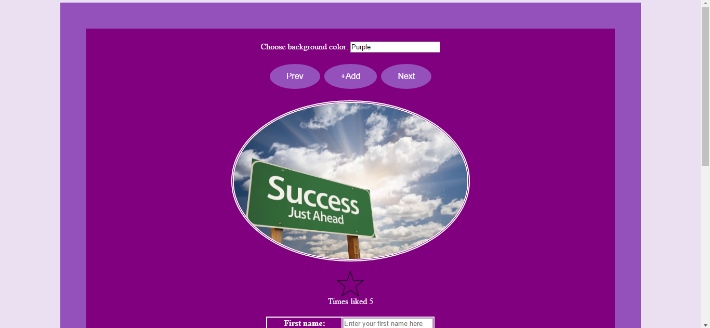 Choose background color: Purple
Prev +Add Next
Success
Just Ahead
Times liked 5
First name: Enter your first name here